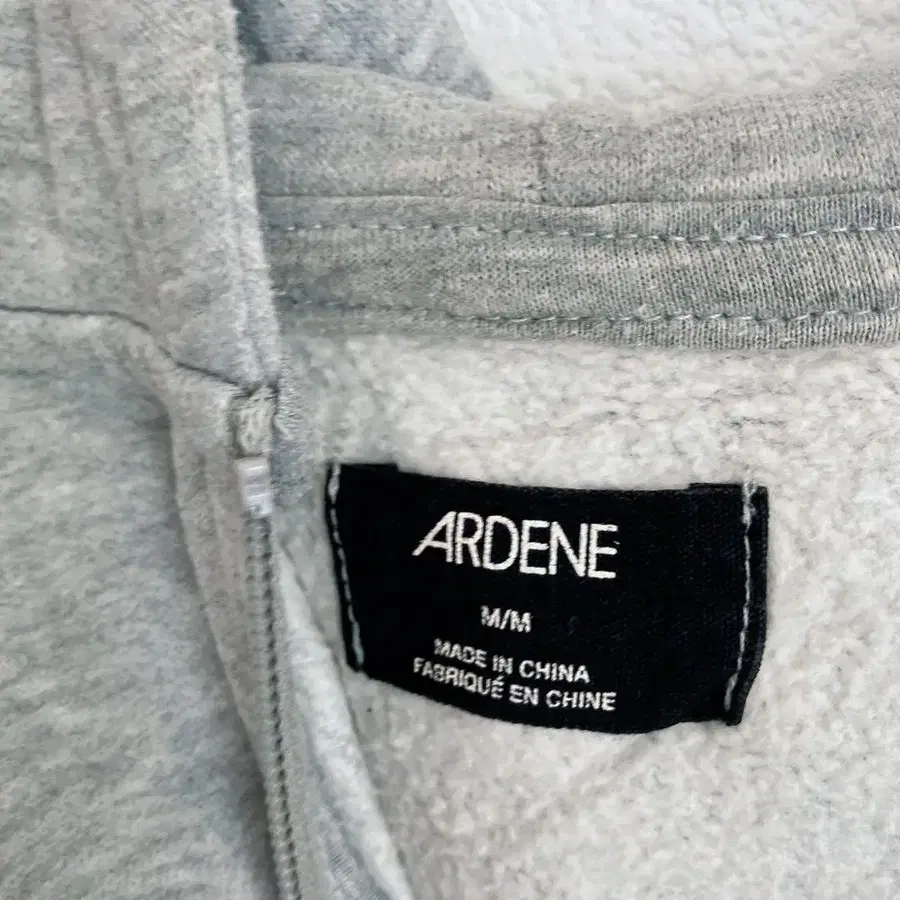 ARDENE
M/M
MADE IN CHINA
FABRIQUÉ EN CHINE